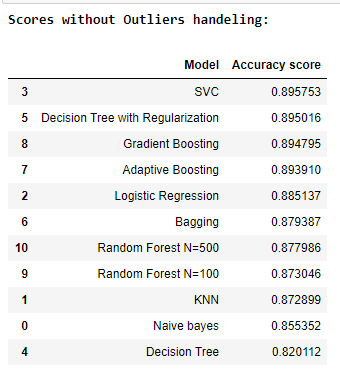 Scores without Outliers handeling:
Model Accuracy score
3 SVC 0.895753
5 Decision Tree with Regularization 0.895016
8 Gradient Boosting 0.894795
7 Adaptive Boosting 0.893910
2 Logistic Regression 0.885137
6 Bagging 0.879387
10 Random Forest N=500 0.877986
9 Random Forest N=100 0.873046
1 KNN 0.872899
0 Naive bayes 0.855352
4 Decision Tree 0.820112